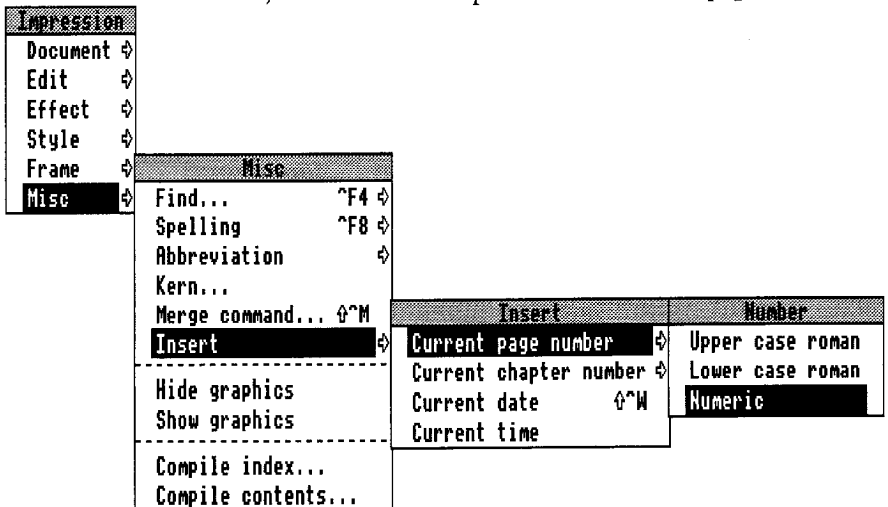 Impression
Document ⇨
Edit ⇨
Effect ⇨
Style ⇨
Frame ⇨
Misc ⇨
Misc
Find... ^F4 ⇨
Spelling ^F8 ⇨
Abbreviation ⇨
Kern...
Merge command... ⇧^M
Insert ⇨
Hide graphics
Show graphics
Compile index...
Compile contents...
Insert
Current page number ⇨
Current chapter number ⇨
Current date ⇧^W
Current time
Number
Upper case roman
Lower case roman
Numeric